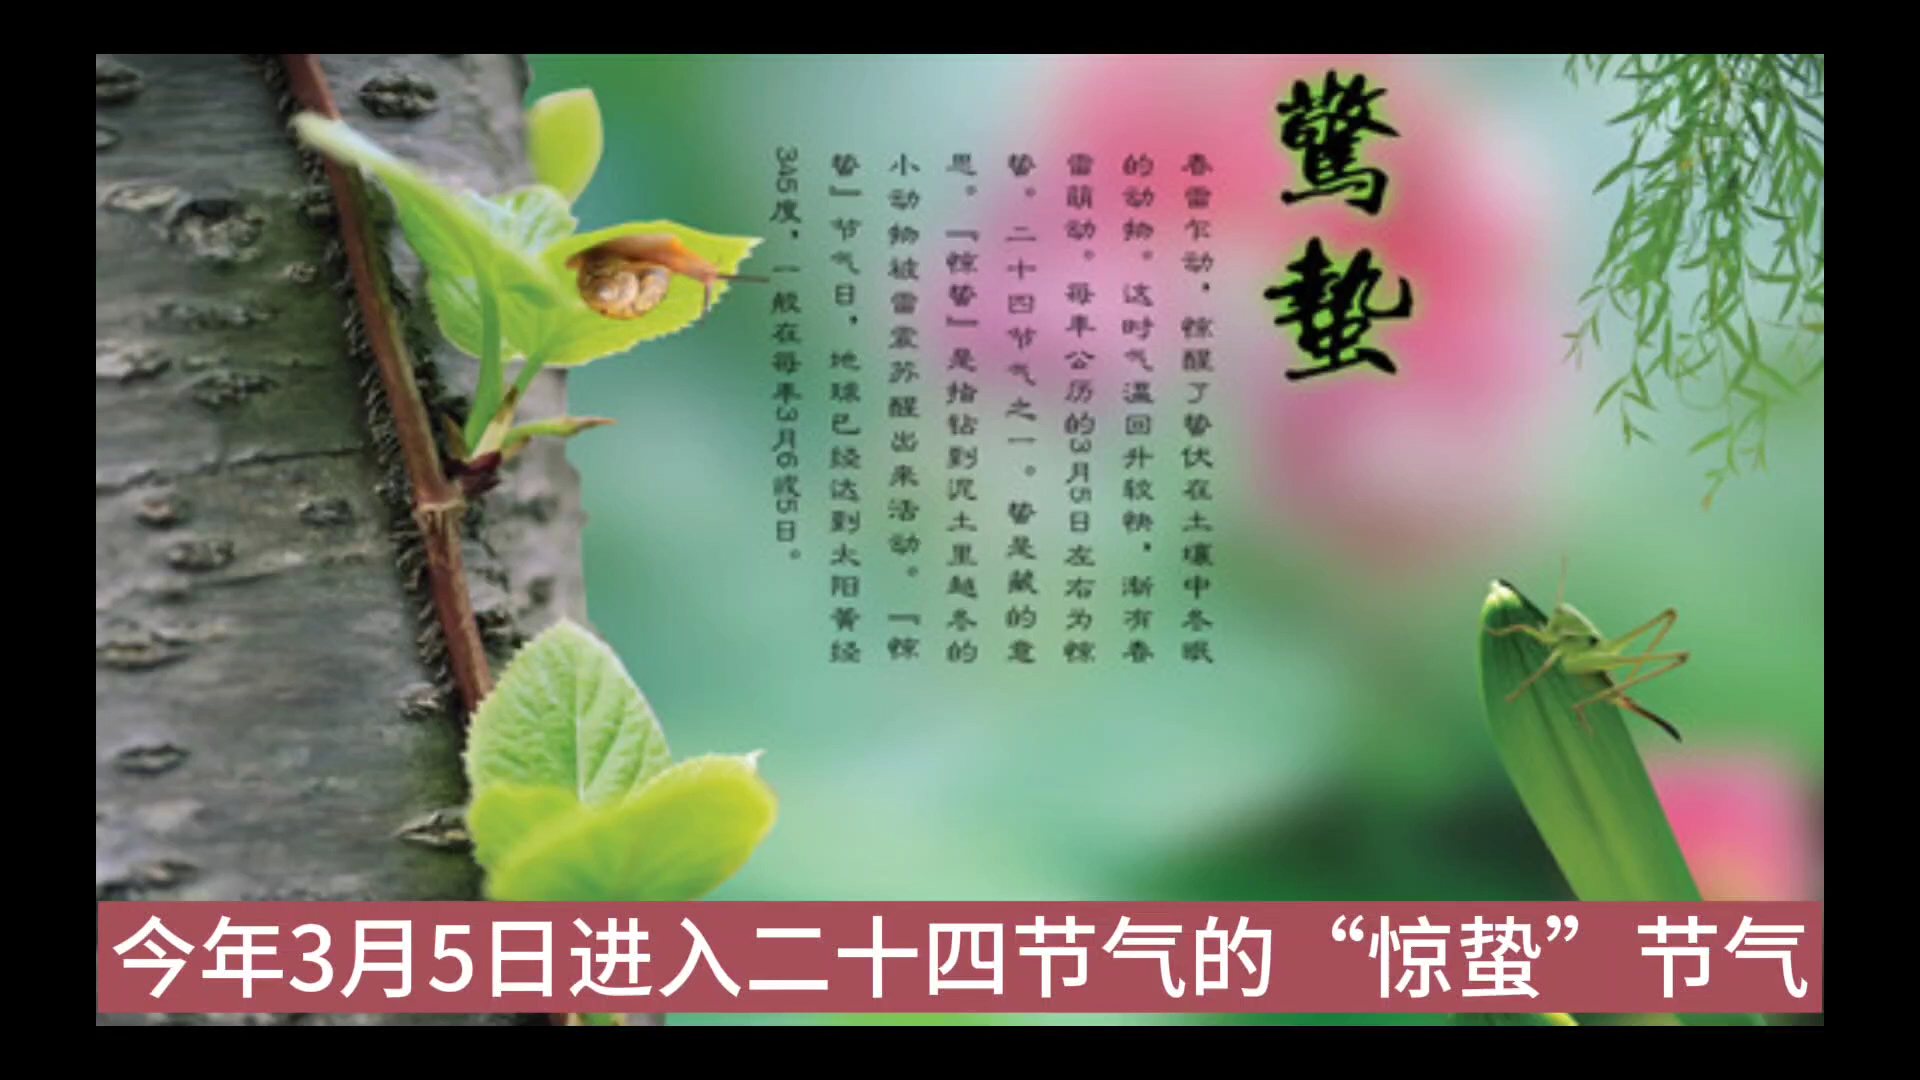 驚蟄
春雷乍动，惊醒了蛰伏在土壤中冬眠
的动物。这时气温回升较快，渐有春
雷萌动。每年公历的3月5日左右为惊
蛰。二十四节气之一。蛰是藏的意
思。『惊蛰』是指钻到泥土里越冬的
小动物被雷震苏醒出来活动。『惊
蛰』节气日，地球已经达到太阳黄经
345度，一般在每年3月6或5日。
今年3月5日进入二十四节气的“惊蛰”节气